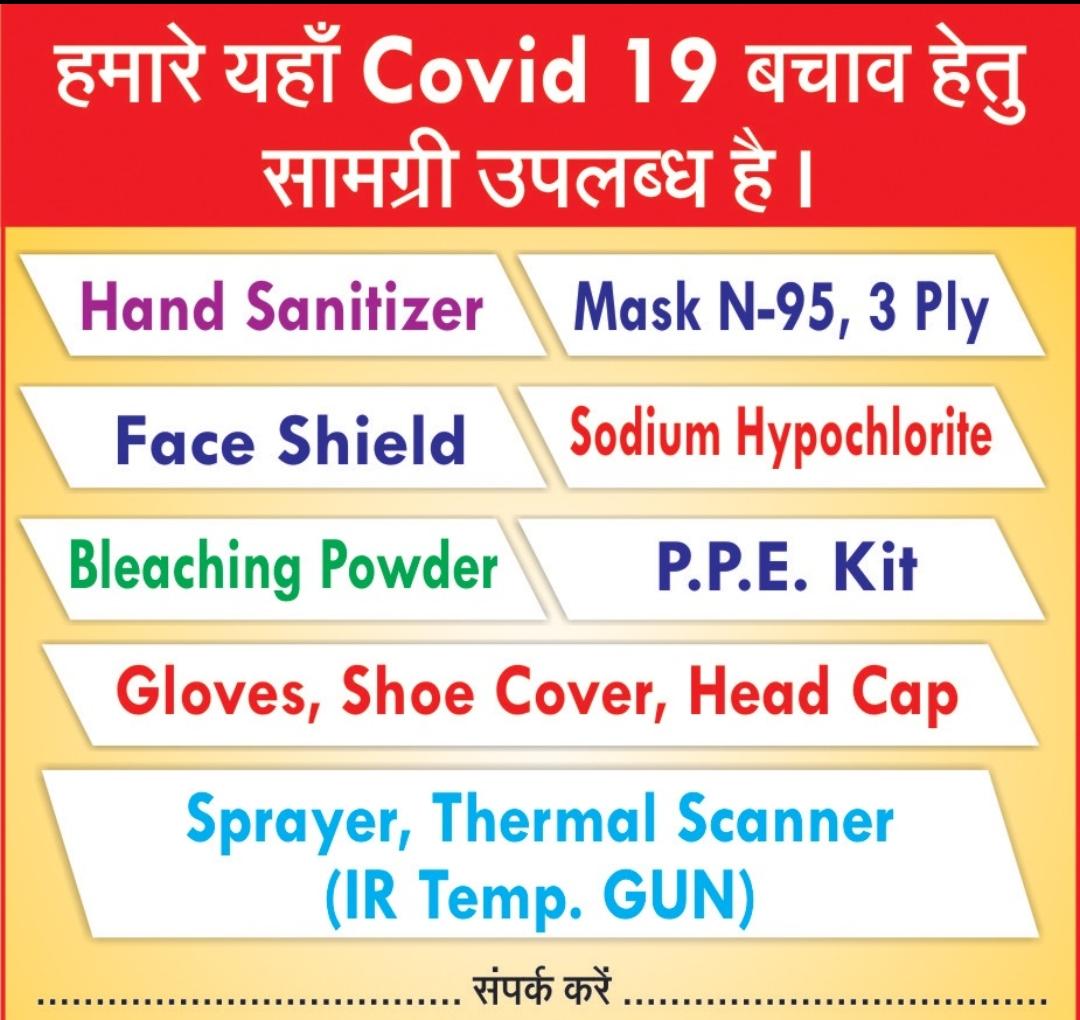 हमारे यहाँ Covid 19 बचाव हेतु
सामग्री उपलब्ध है।
Hand Sanitizer
Mask N-95, 3 Ply
Face Shield
Sodium Hypochlorite
Bleaching Powder
P.P.E. Kit
Gloves, Shoe Cover, Head Cap
Sprayer, Thermal Scanner
(IR Temp. GUN)
.................................... संपर्क करें ....................................